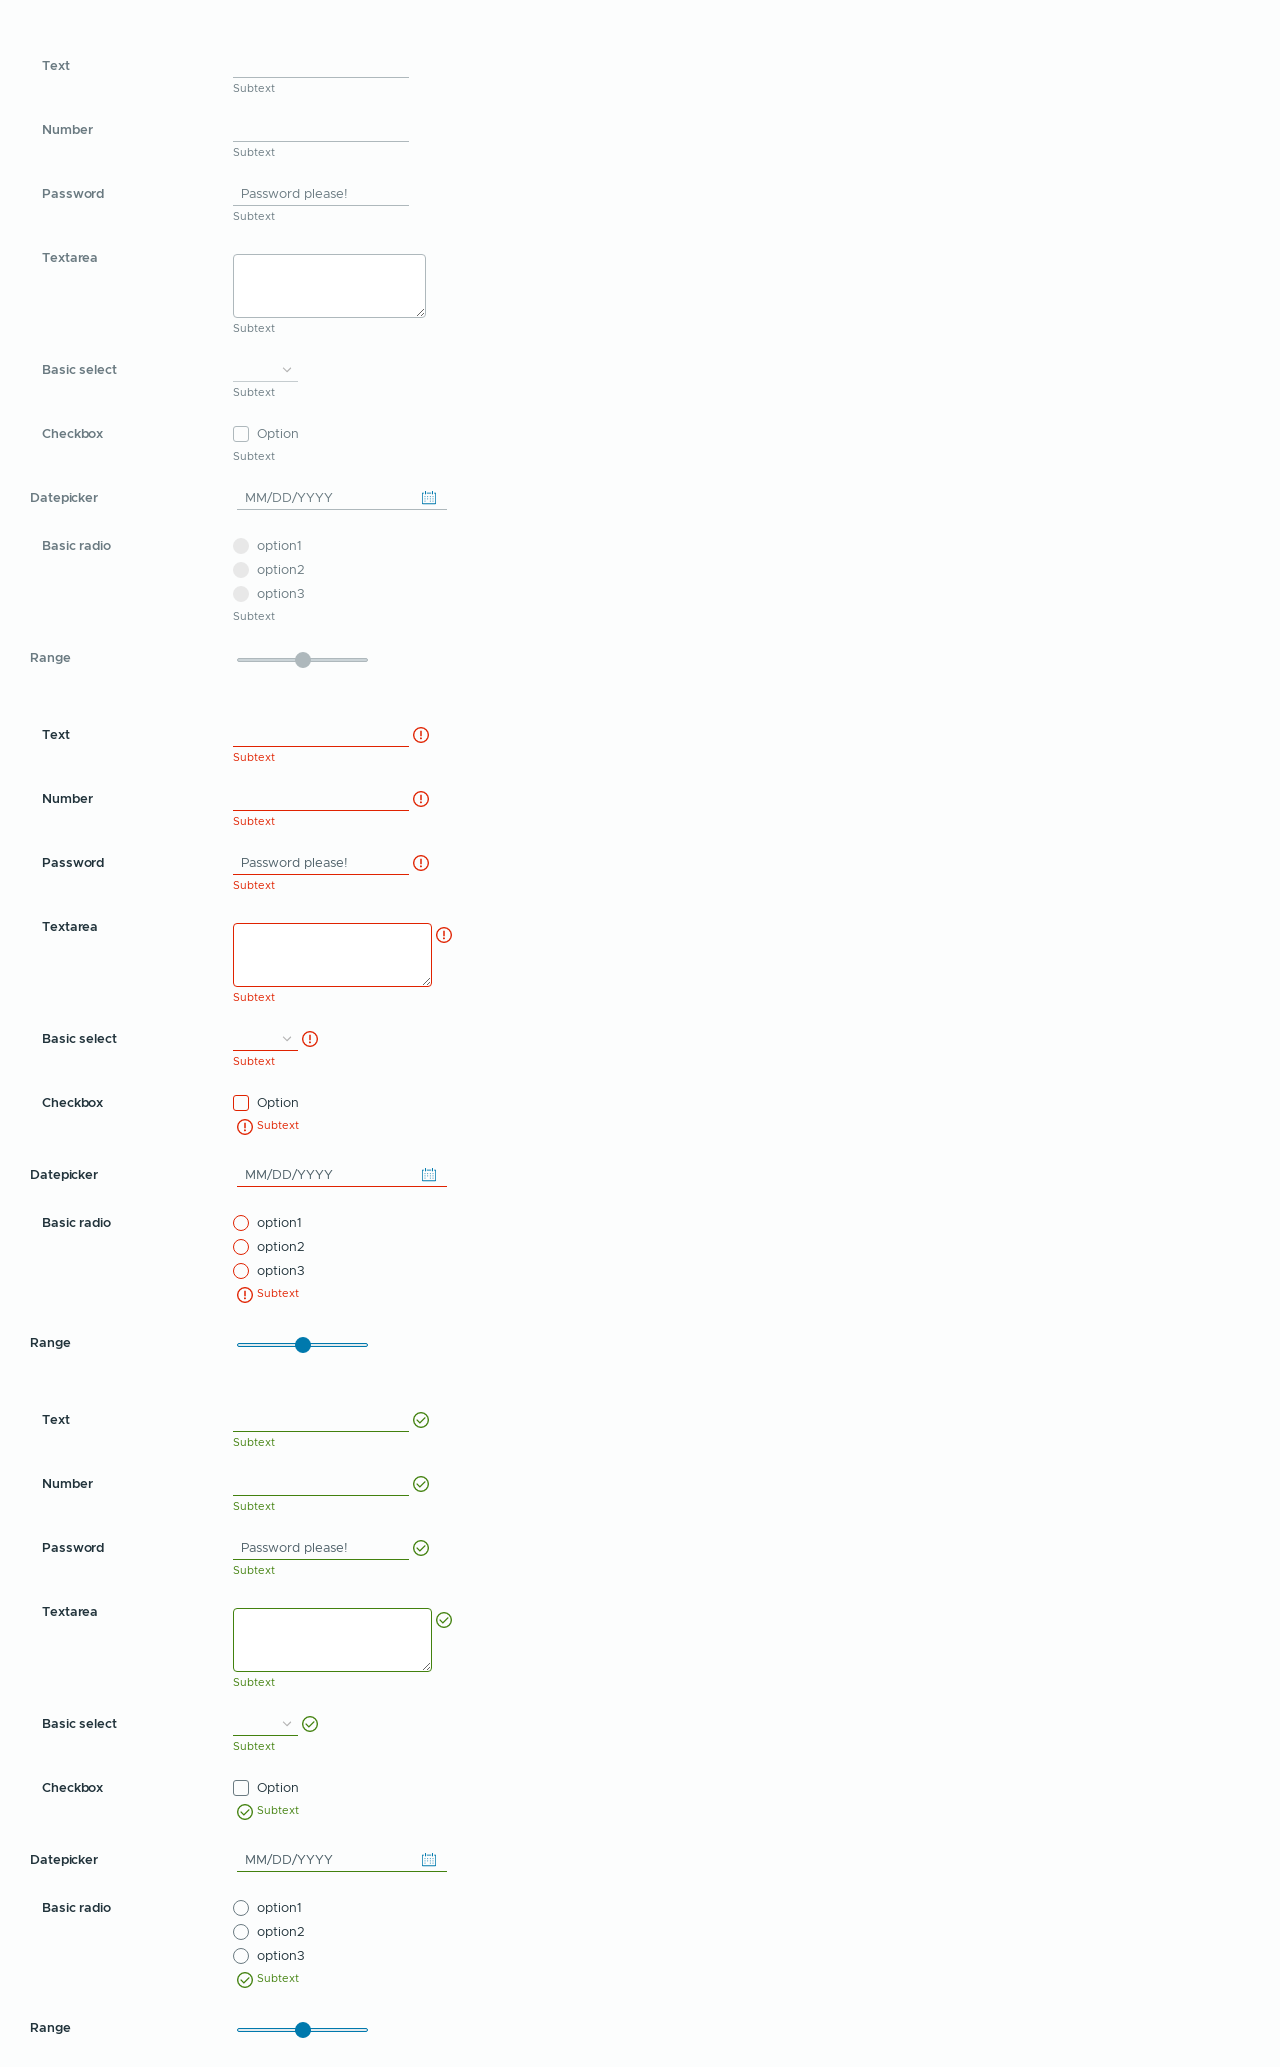 Text
Subtext
Number
Subtext
Password Password please!
Subtext
Textarea
Subtext
Basic select
Subtext
Checkbox Option
Subtext
Datepicker MM/DD/YYYY
Basic radio option1
option2
option3
Subtext
Range
Text
Subtext
Number
Subtext
Password Password please!
Subtext
Textarea
Subtext
Basic select
Subtext
Checkbox Option
Subtext
Datepicker MM/DD/YYYY
Basic radio option1
option2
option3
Subtext
Range
Text
Subtext
Number
Subtext
Password Password please!
Subtext
Textarea
Subtext
Basic select
Subtext
Checkbox Option
Subtext
Datepicker MM/DD/YYYY
Basic radio option1
option2
option3
Subtext
Range